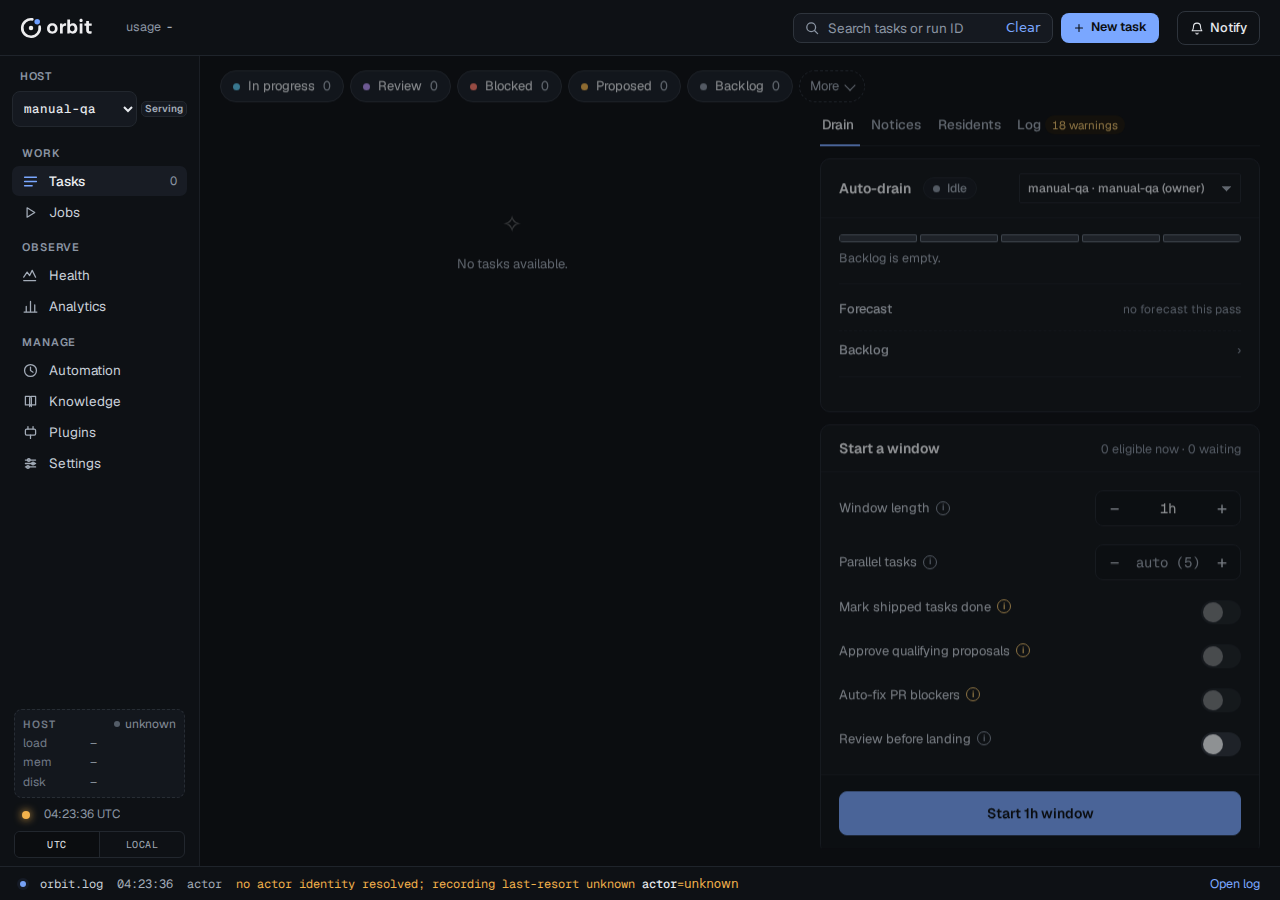 orbit
usage –
Search tasks or run ID
Clear
+ New task
Notify
HOST
manual-qa
Serving
WORK
Tasks 0
Jobs
OBSERVE
Health
Analytics
MANAGE
Automation
Knowledge
Plugins
Settings
HOST unknown
load –
mem –
disk –
04:23:36 UTC
UTC LOCAL
In progress 0
Review 0
Blocked 0
Proposed 0
Backlog 0
More
No tasks available.
Drain Notices Residents Log 18 warnings
Auto-drain Idle manual-qa · manual-qa (owner)
Backlog is empty.
Forecast no forecast this pass
Backlog ›
Start a window 0 eligible now · 0 waiting
Window length − 1h +
Parallel tasks − auto (5) +
Mark shipped tasks done
Approve qualifying proposals
Auto-fix PR blockers
Review before landing
Start 1h window
orbit.log 04:23:36 actor no actor identity resolved; recording last-resort unknown actor=unknown
Open log